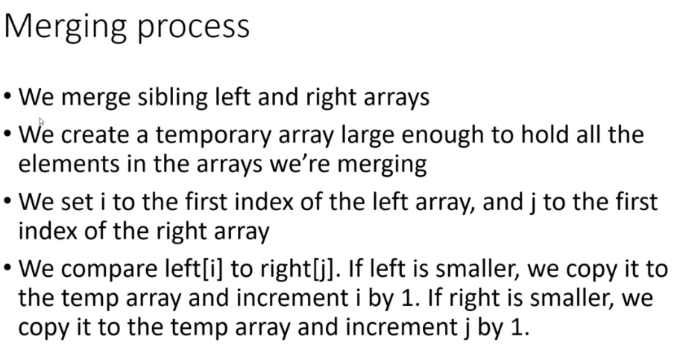 Merging process
• We merge sibling left and right arrays
• We create a temporary array large enough to hold all the
elements in the arrays we’re merging
• We set i to the first index of the left array, and j to the first
index of the right array
• We compare left[i] to right[j]. If left is smaller, we copy it to
the temp array and increment i by 1. If right is smaller, we
copy it to the temp array and increment j by 1.